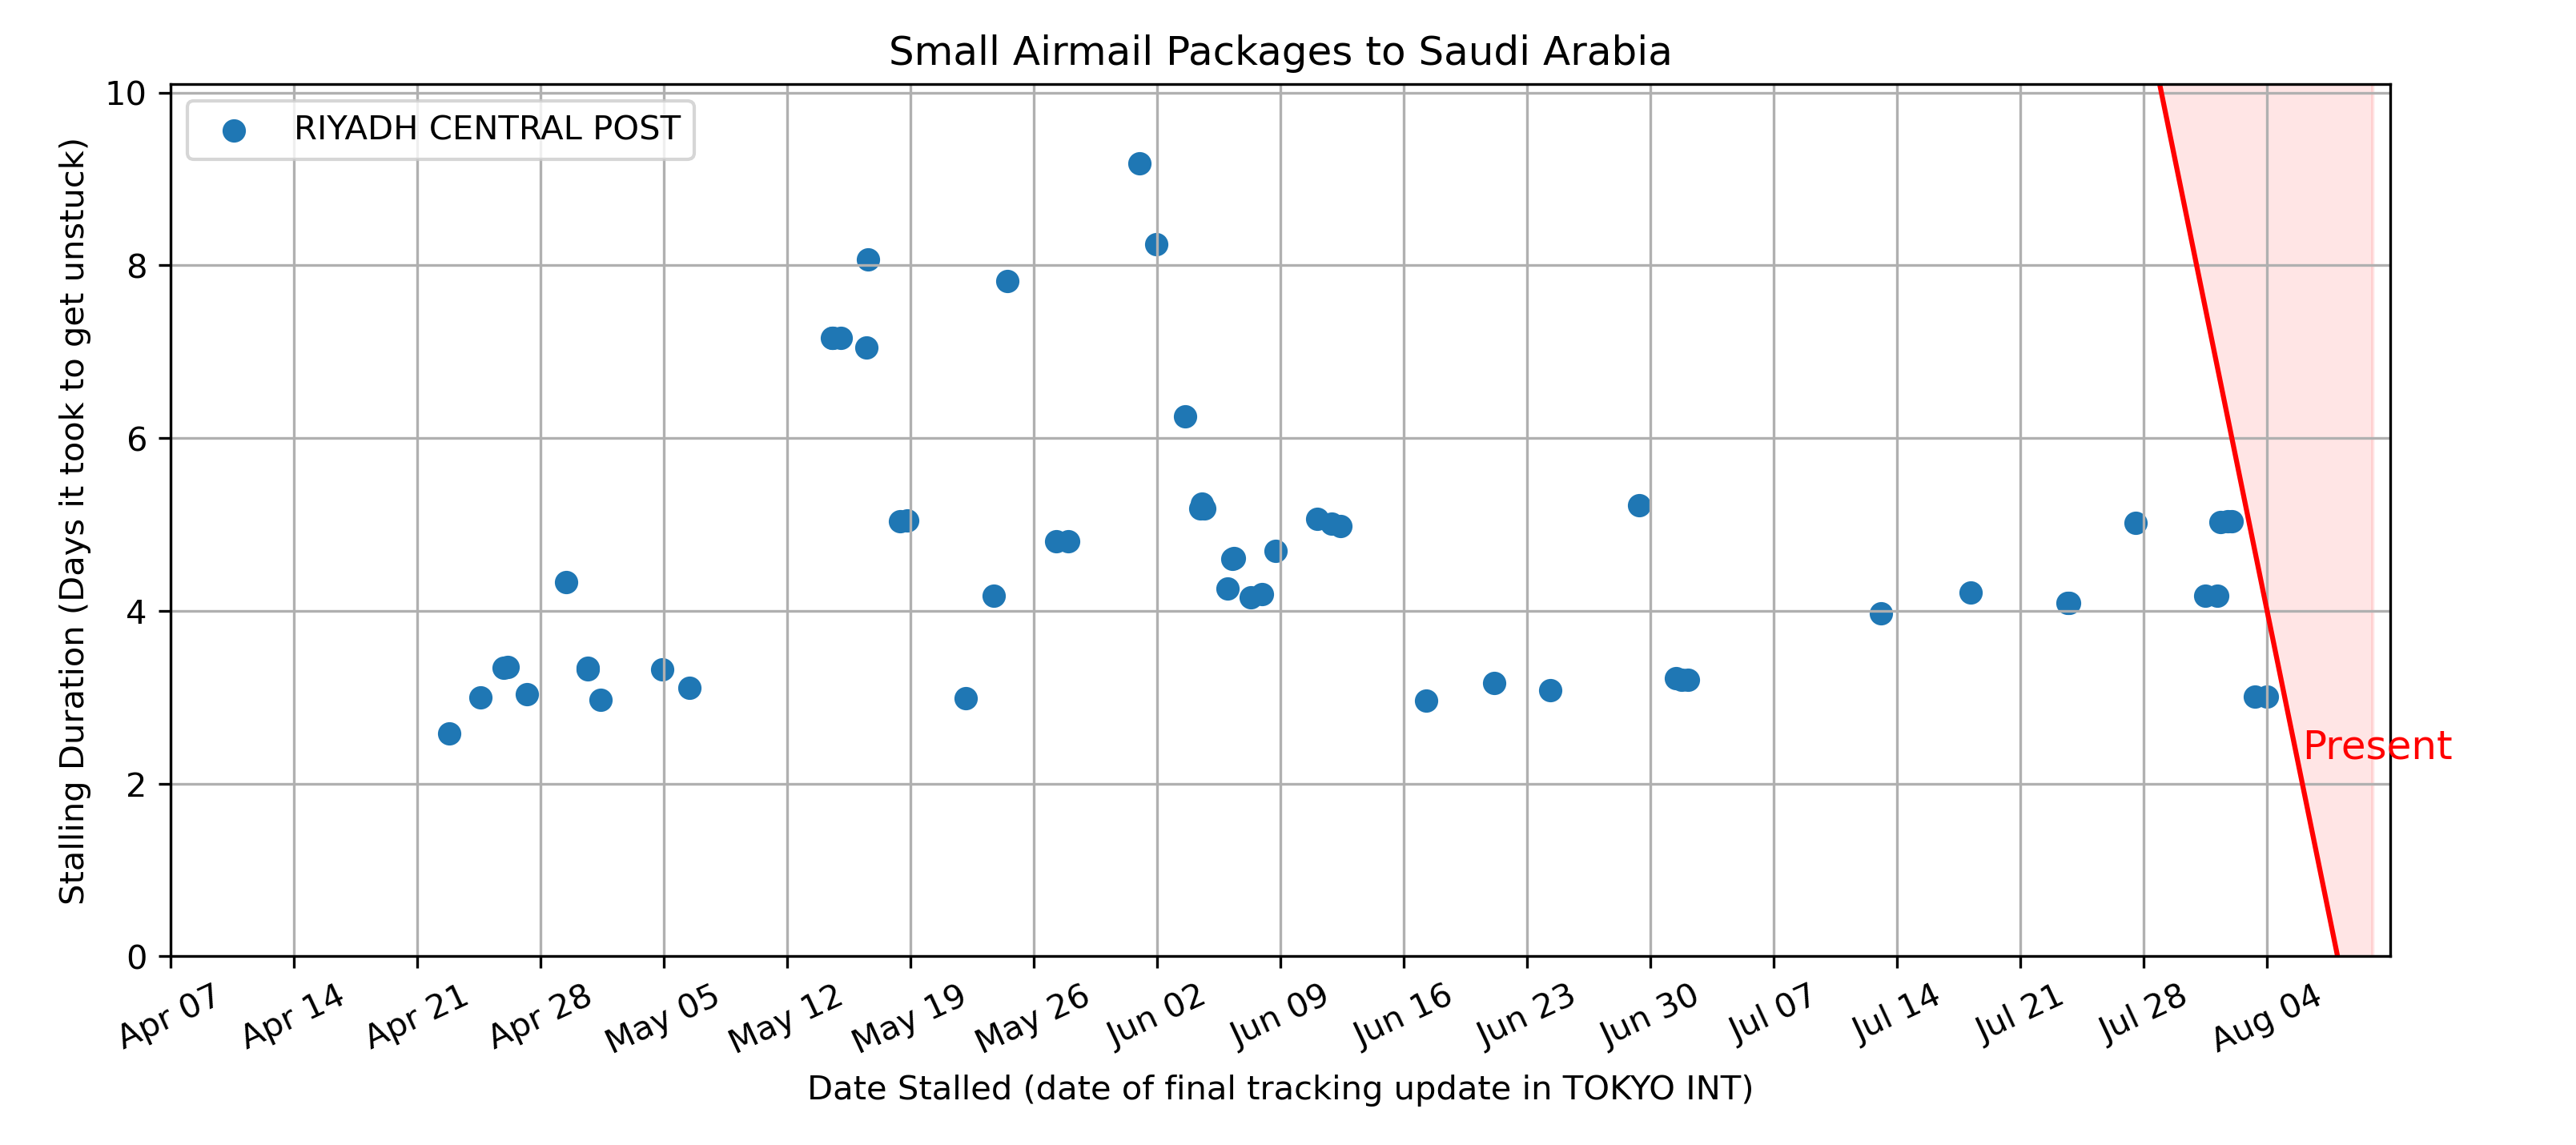 Small Airmail Packages to Saudi Arabia
RIYADH CENTRAL POST
Stalling Duration (Days it took to get unstuck)
10
8
6
4
2
0
Present
Apr 07
Apr 14
Apr 21
Apr 28
May 05
May 12
May 19
May 26
Jun 02
Jun 09
Jun 16
Jun 23
Jun 30
Jul 07
Jul 14
Jul 21
Jul 28
Aug 04
Date Stalled (date of final tracking update in TOKYO INT)